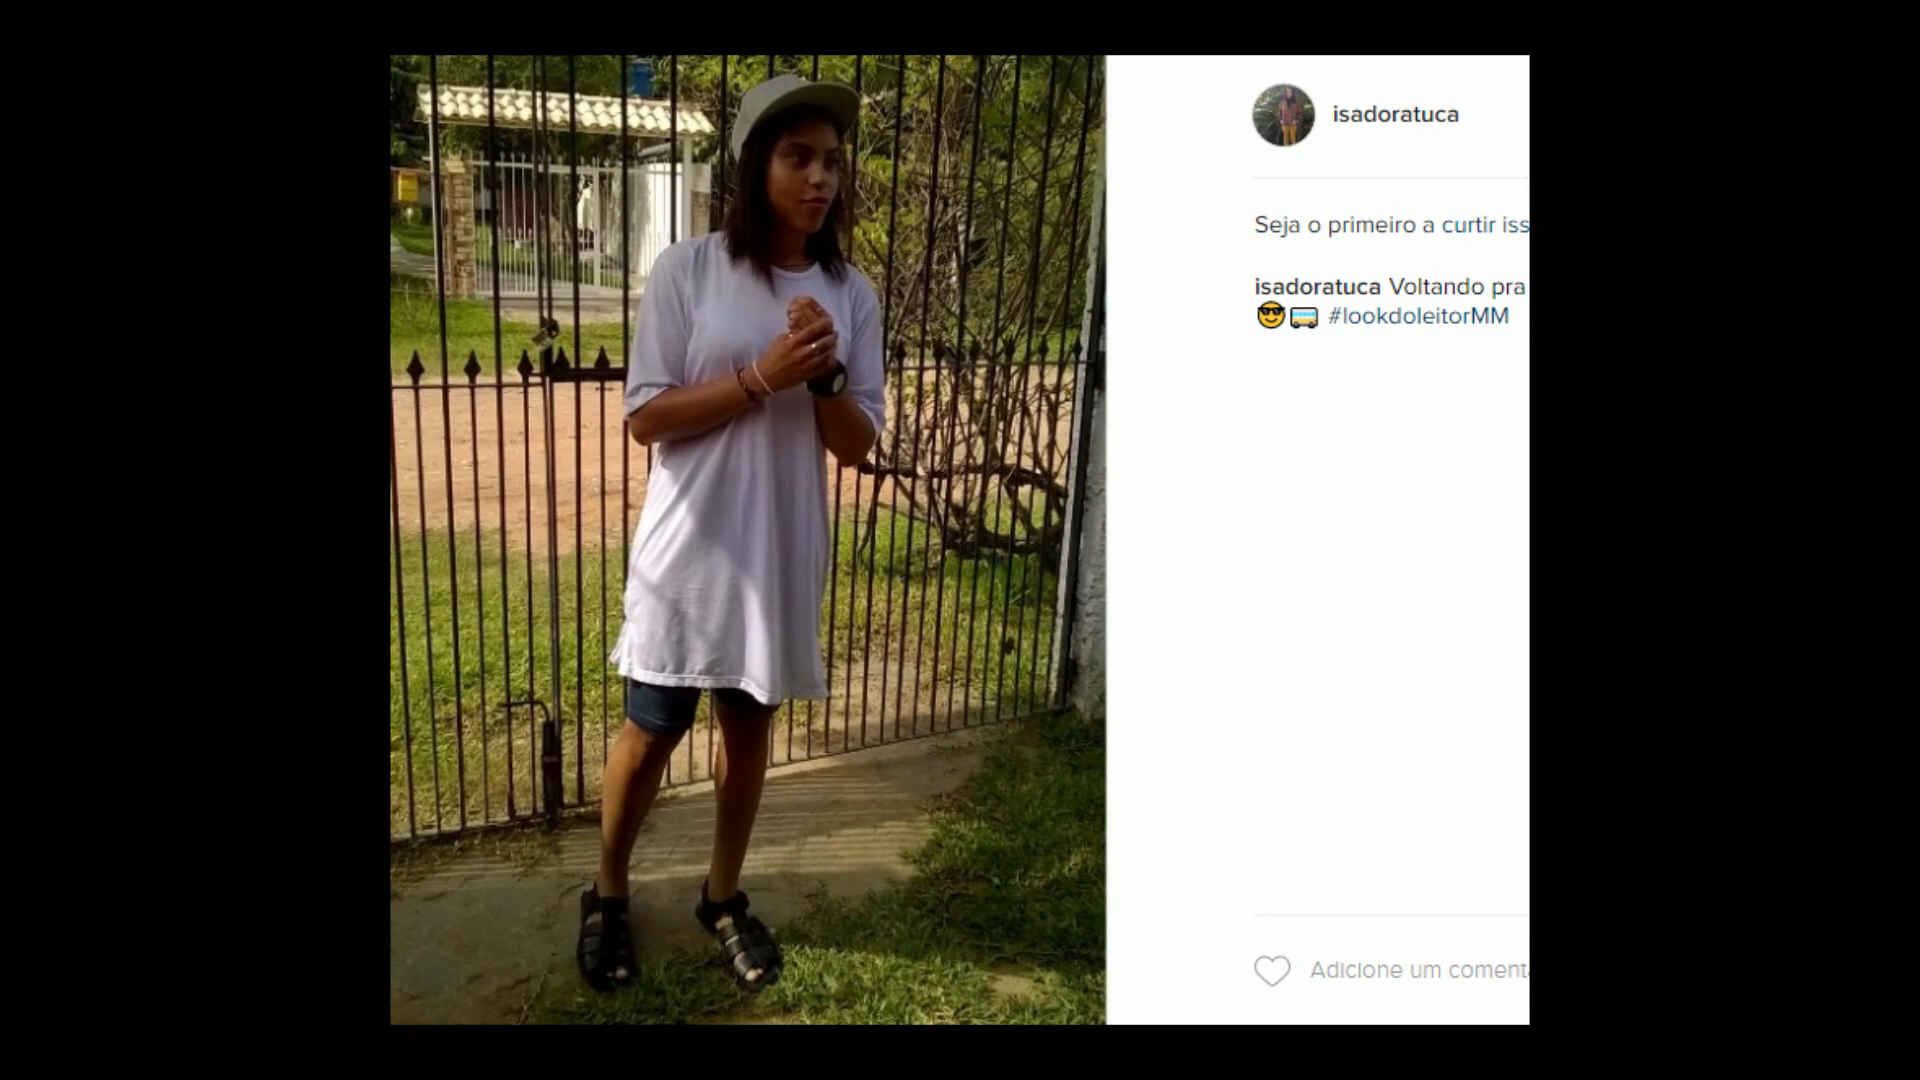 isadoratuca
Seja o primeiro a curtir iss
isadoratuca Voltando pra
😎🚌 #lookdoleitorMM
Adicione um coment